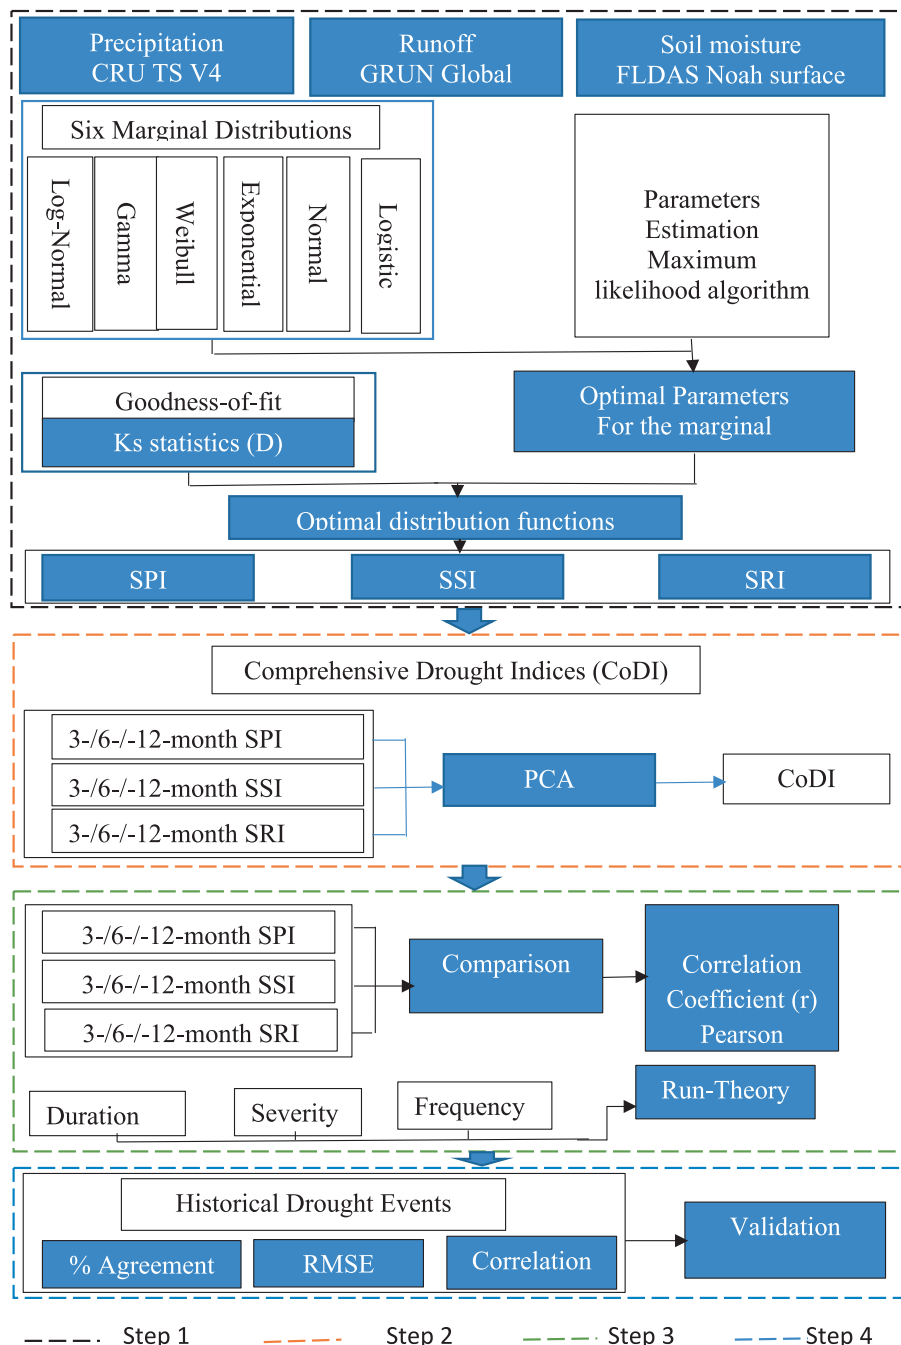 Precipitation
CRU TS V4
Runoff
GRUN Global
Soil moisture
FLDAS Noah surface
Six Marginal Distributions
Log-Normal
Gamma
Weibull
Exponential
Normal
Logistic
Parameters
Estimation
Maximum
likelihood algorithm
Goodness-of-fit
Ks statistics (D)
Optimal Parameters
For the marginal
Optimal distribution functions
SPI
SSI
SRI
Comprehensive Drought Indices (CoDI)
3-/6-/-12-month SPI
3-/6-/-12-month SSI
3-/6-/-12-month SRI
PCA
CoDI
3-/6-/-12-month SPI
3-/6-/-12-month SSI
3-/6-/-12-month SRI
Comparison
Correlation
Coefficient (r)
Pearson
Duration
Severity
Frequency
Run-Theory
Historical Drought Events
% Agreement
RMSE
Correlation
Validation
Step 1
Step 2
Step 3
Step 4